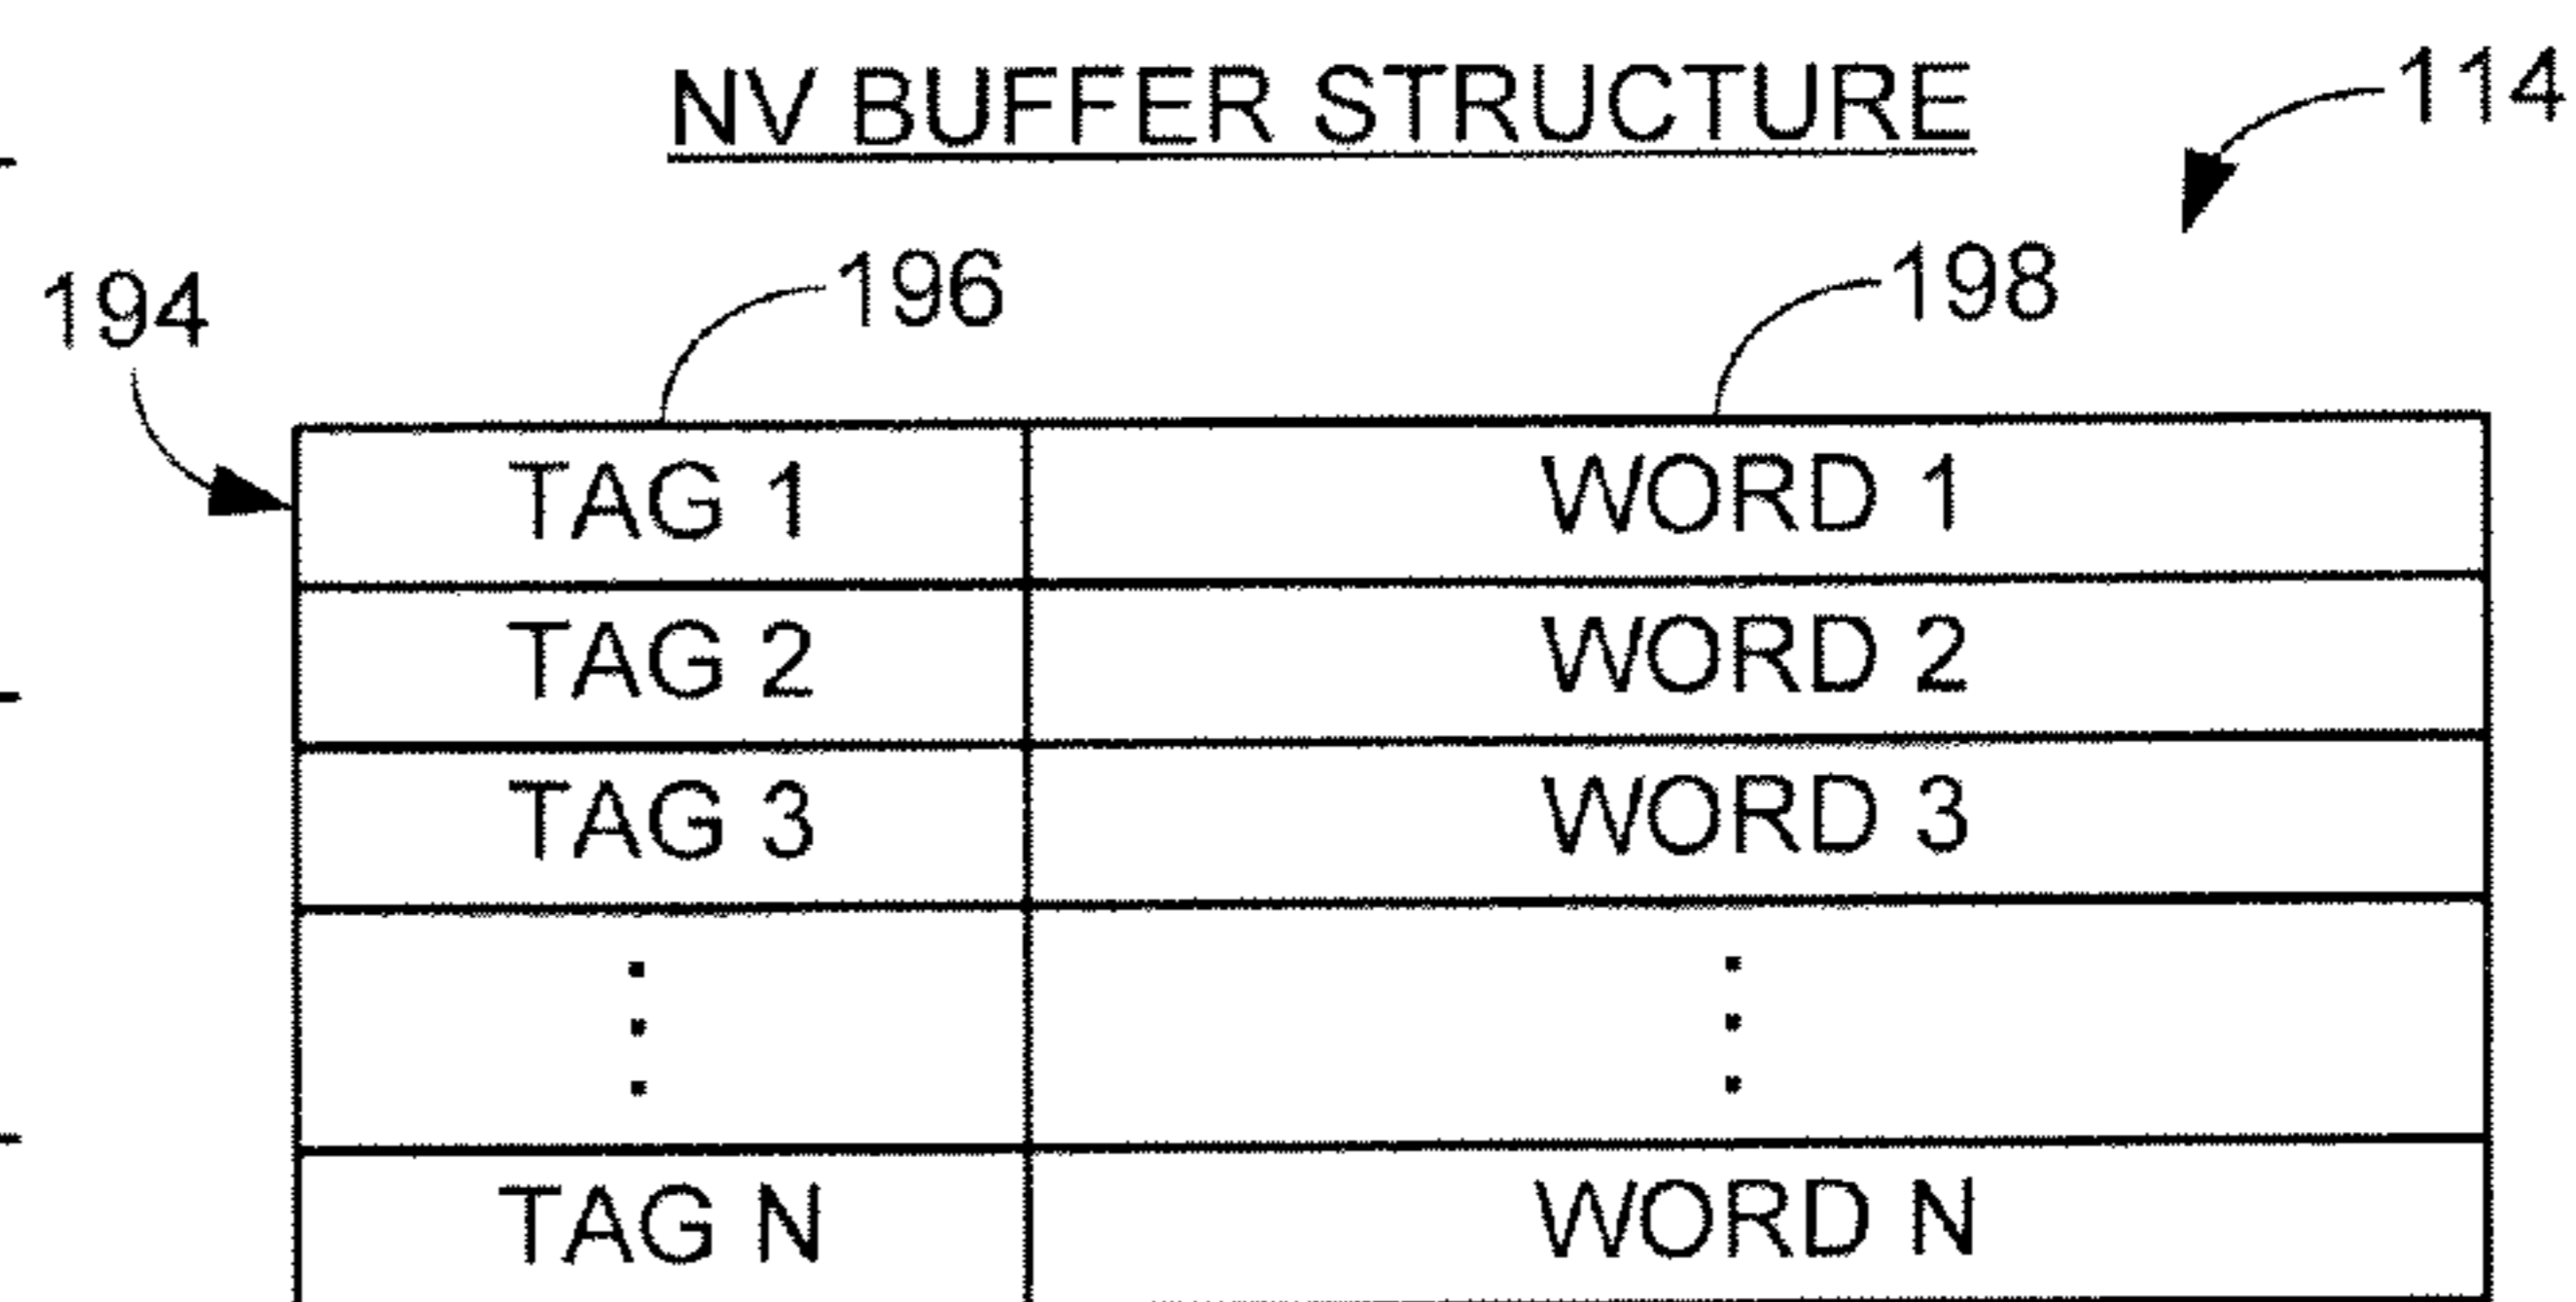 NV BUFFER STRUCTURE
114
194
196
198
TAG 1 WORD 1
TAG 2 WORD 2
TAG 3 WORD 3
TAG N WORD N